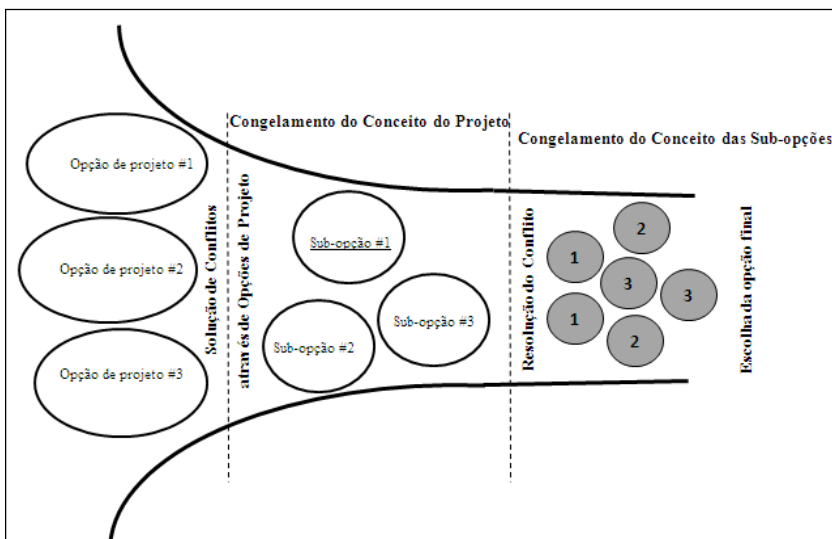 Congelamento do Conceito do Projeto
Congelamento do Conceito das Sub-opções
Opção de projeto #1
Opção de projeto #2
Opção de projeto #3
Solução de Conflitos
através de Opções de Projeto
Sub-opção #1
Sub-opção #2
Sub-opção #3
Resolução do Conflito
1
2
3
1
2
3
Escolha da opção final